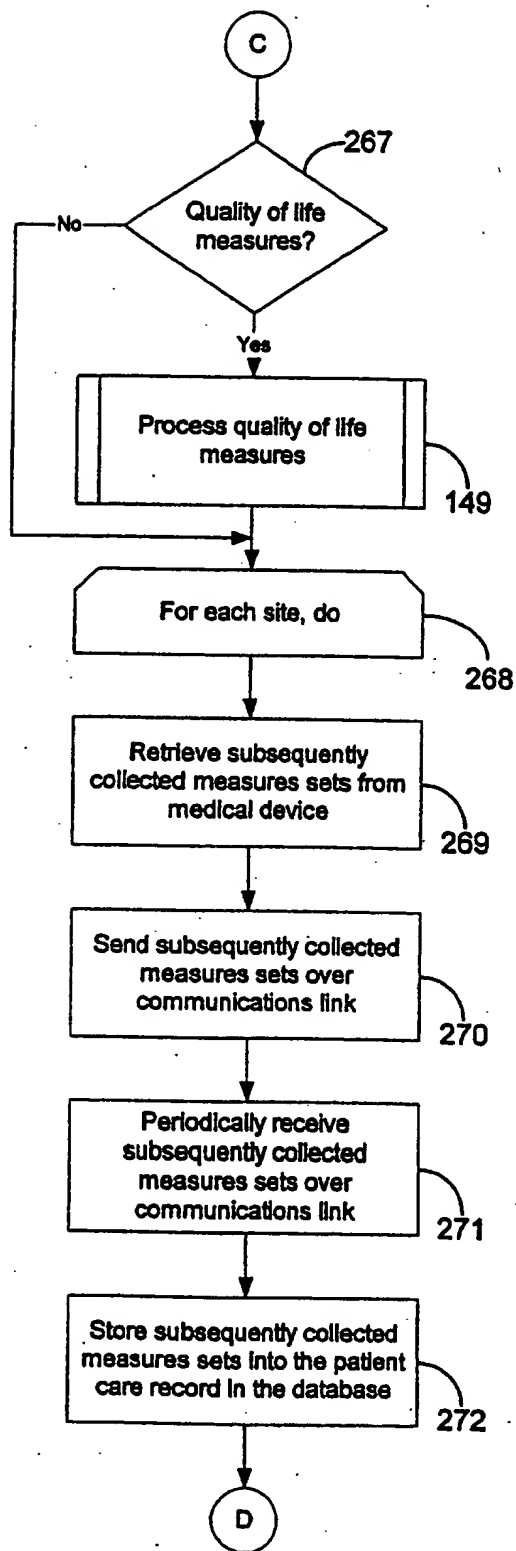 C
267
Quality of life
measures?
No
Yes
Process quality of life
measures
149
For each site, do
268
Retrieve subsequently
collected measures sets from
medical device
269
Send subsequently collected
measures sets over
communications link
270
Periodically receive
subsequently collected
measures sets over
communications link
271
Store subsequently collected
measures sets into the patient
care record in the database
272
D